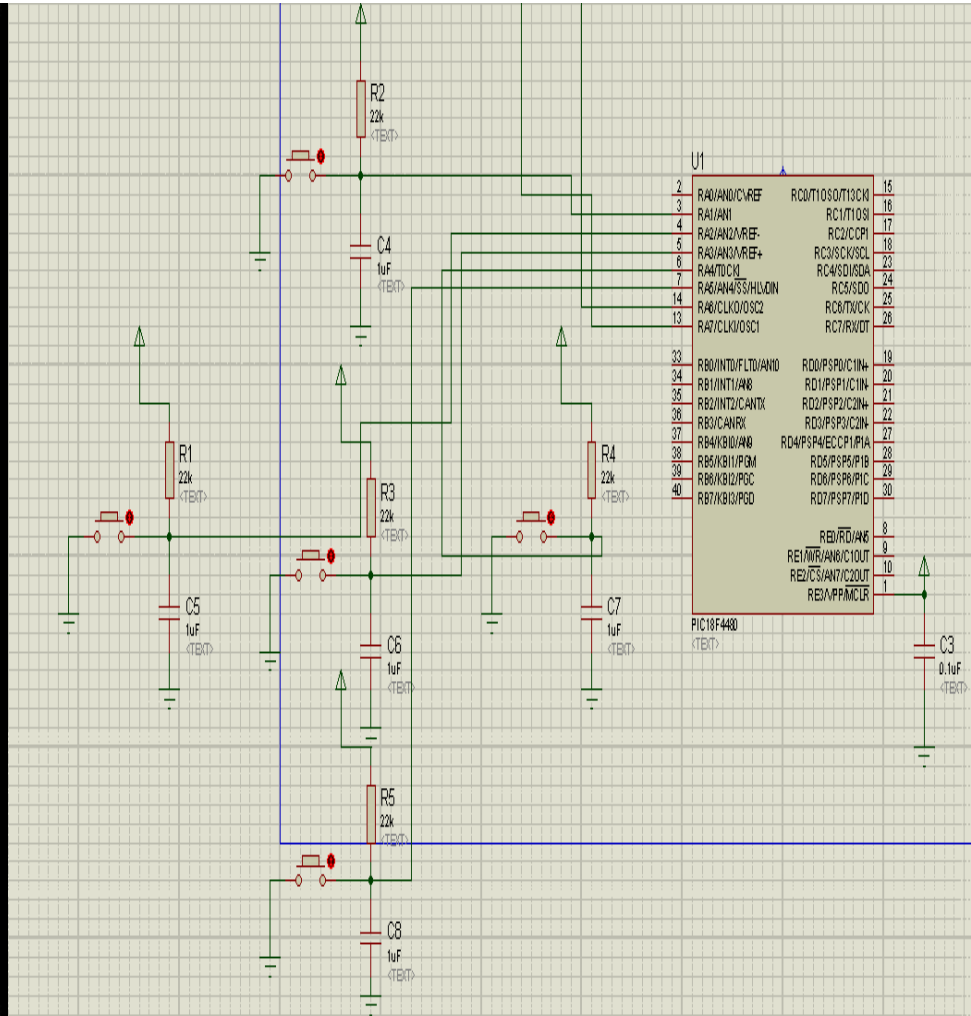 R2
22k
<TEXT>
C4
1uF
<TEXT>
R1
22k
<TEXT>
C5
1uF
<TEXT>
R3
22k
C6
1uF
<TEXT>
R4
22k
<TEXT>
C7
1uF
<TEXT>
R5
22k
<TEXT>
C8
1uF
<TEXT>
U1
2 RA0/AN0/CVREF RC0/T1OSO/T13CKI 15
3 RA1/AN1 RC1/T1OSI 16
4 RA2/AN2/VREF- RC2/CCP1 17
5 RA3/AN3/VREF+ RC3/SCK/SCL 18
6 RA4/T0CKI RC4/SDI/SDA 23
7 RA5/AN4/SS/HLVDIN RC5/SDO 24
14 RA6/CLKO/OSC2 RC6/TX/CK 25
13 RA7/CLKI/OSC1 RC7/RX/DT 26
33 RB0/INT0/FLT0/AN10 RD0/PSP0/C1IN+ 19
34 RB1/INT1/AN8 RD1/PSP1/C1IN- 20
35 RB2/INT2/CANTX RD2/PSP2/C2IN+ 21
36 RB3/CANRX RD3/PSP3/C2IN- 22
37 RB4/KBI0/AN9 RD4/PSP4/ECCP1/P1A 27
38 RB5/KBI1/PGM RD5/PSP5/P1B 28
39 RB6/KBI2/PGC RD6/PSP6/P1C 29
40 RB7/KBI3/PGD RD7/PSP7/P1D 30
RE0/RD/AN5 8
RE1/WR/AN6/C1OUT 9
RE2/CS/AN7/C2OUT 10
RE3/VPP/MCLR 1
PIC18F4480
<TEXT>
C3
0.1uF
<TEXT>